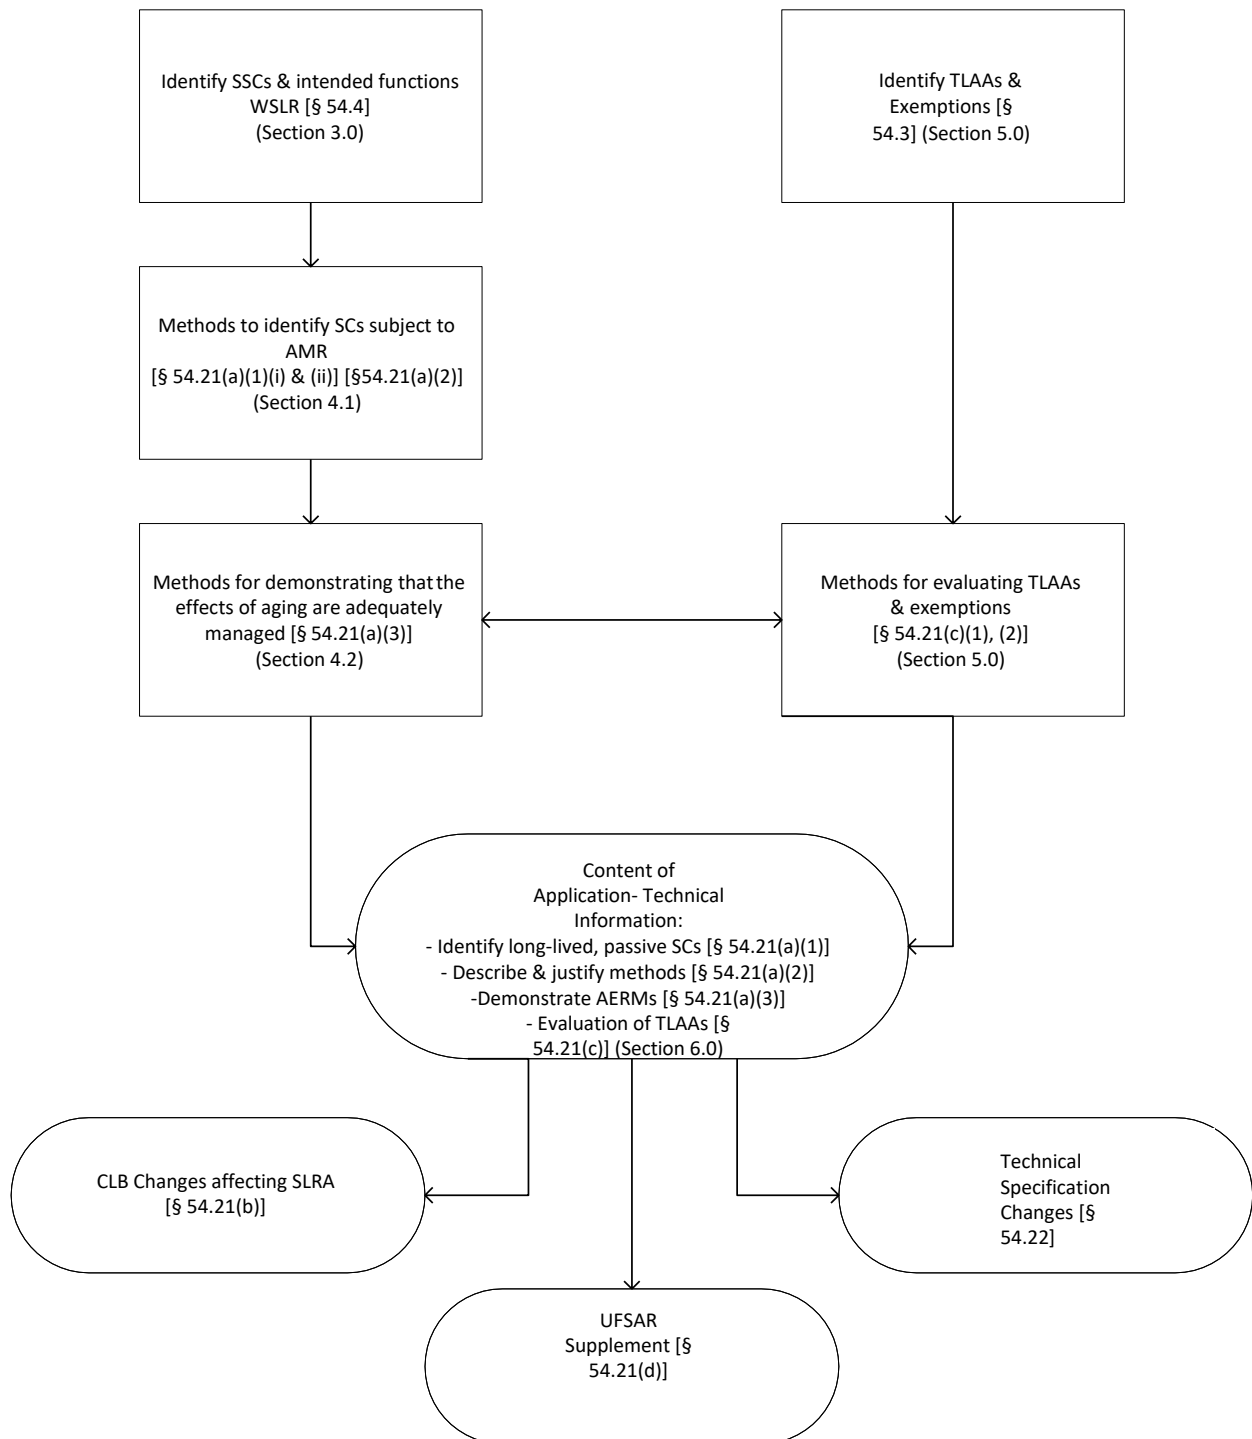 Identify SSCs & intended functions
WSLR [§ 54.4]
(Section 3.0)
Identify TLAAs &
Exemptions [§
54.3] (Section 5.0)
Methods to identify SCs subject to
AMR
[§ 54.21(a)(1)(i) & (ii)] [§54.21(a)(2)]
(Section 4.1)
Methods for demonstrating that the
effects of aging are adequately
managed [§ 54.21(a)(3)]
(Section 4.2)
Methods for evaluating TLAAs
& exemptions
[§ 54.21(c)(1), (2)]
(Section 5.0)
Content of
Application- Technical
Information:
- Identify long-lived, passive SCs [§ 54.21(a)(1)]
- Describe & justify methods [§ 54.21(a)(2)]
-Demonstrate AERMs [§ 54.21(a)(3)]
- Evaluation of TLAAs [§
54.21(c)] (Section 6.0)
CLB Changes affecting SLRA
[§ 54.21(b)]
Technical
Specification
Changes [§
54.22]
UFSAR
Supplement [§
54.21(d)]